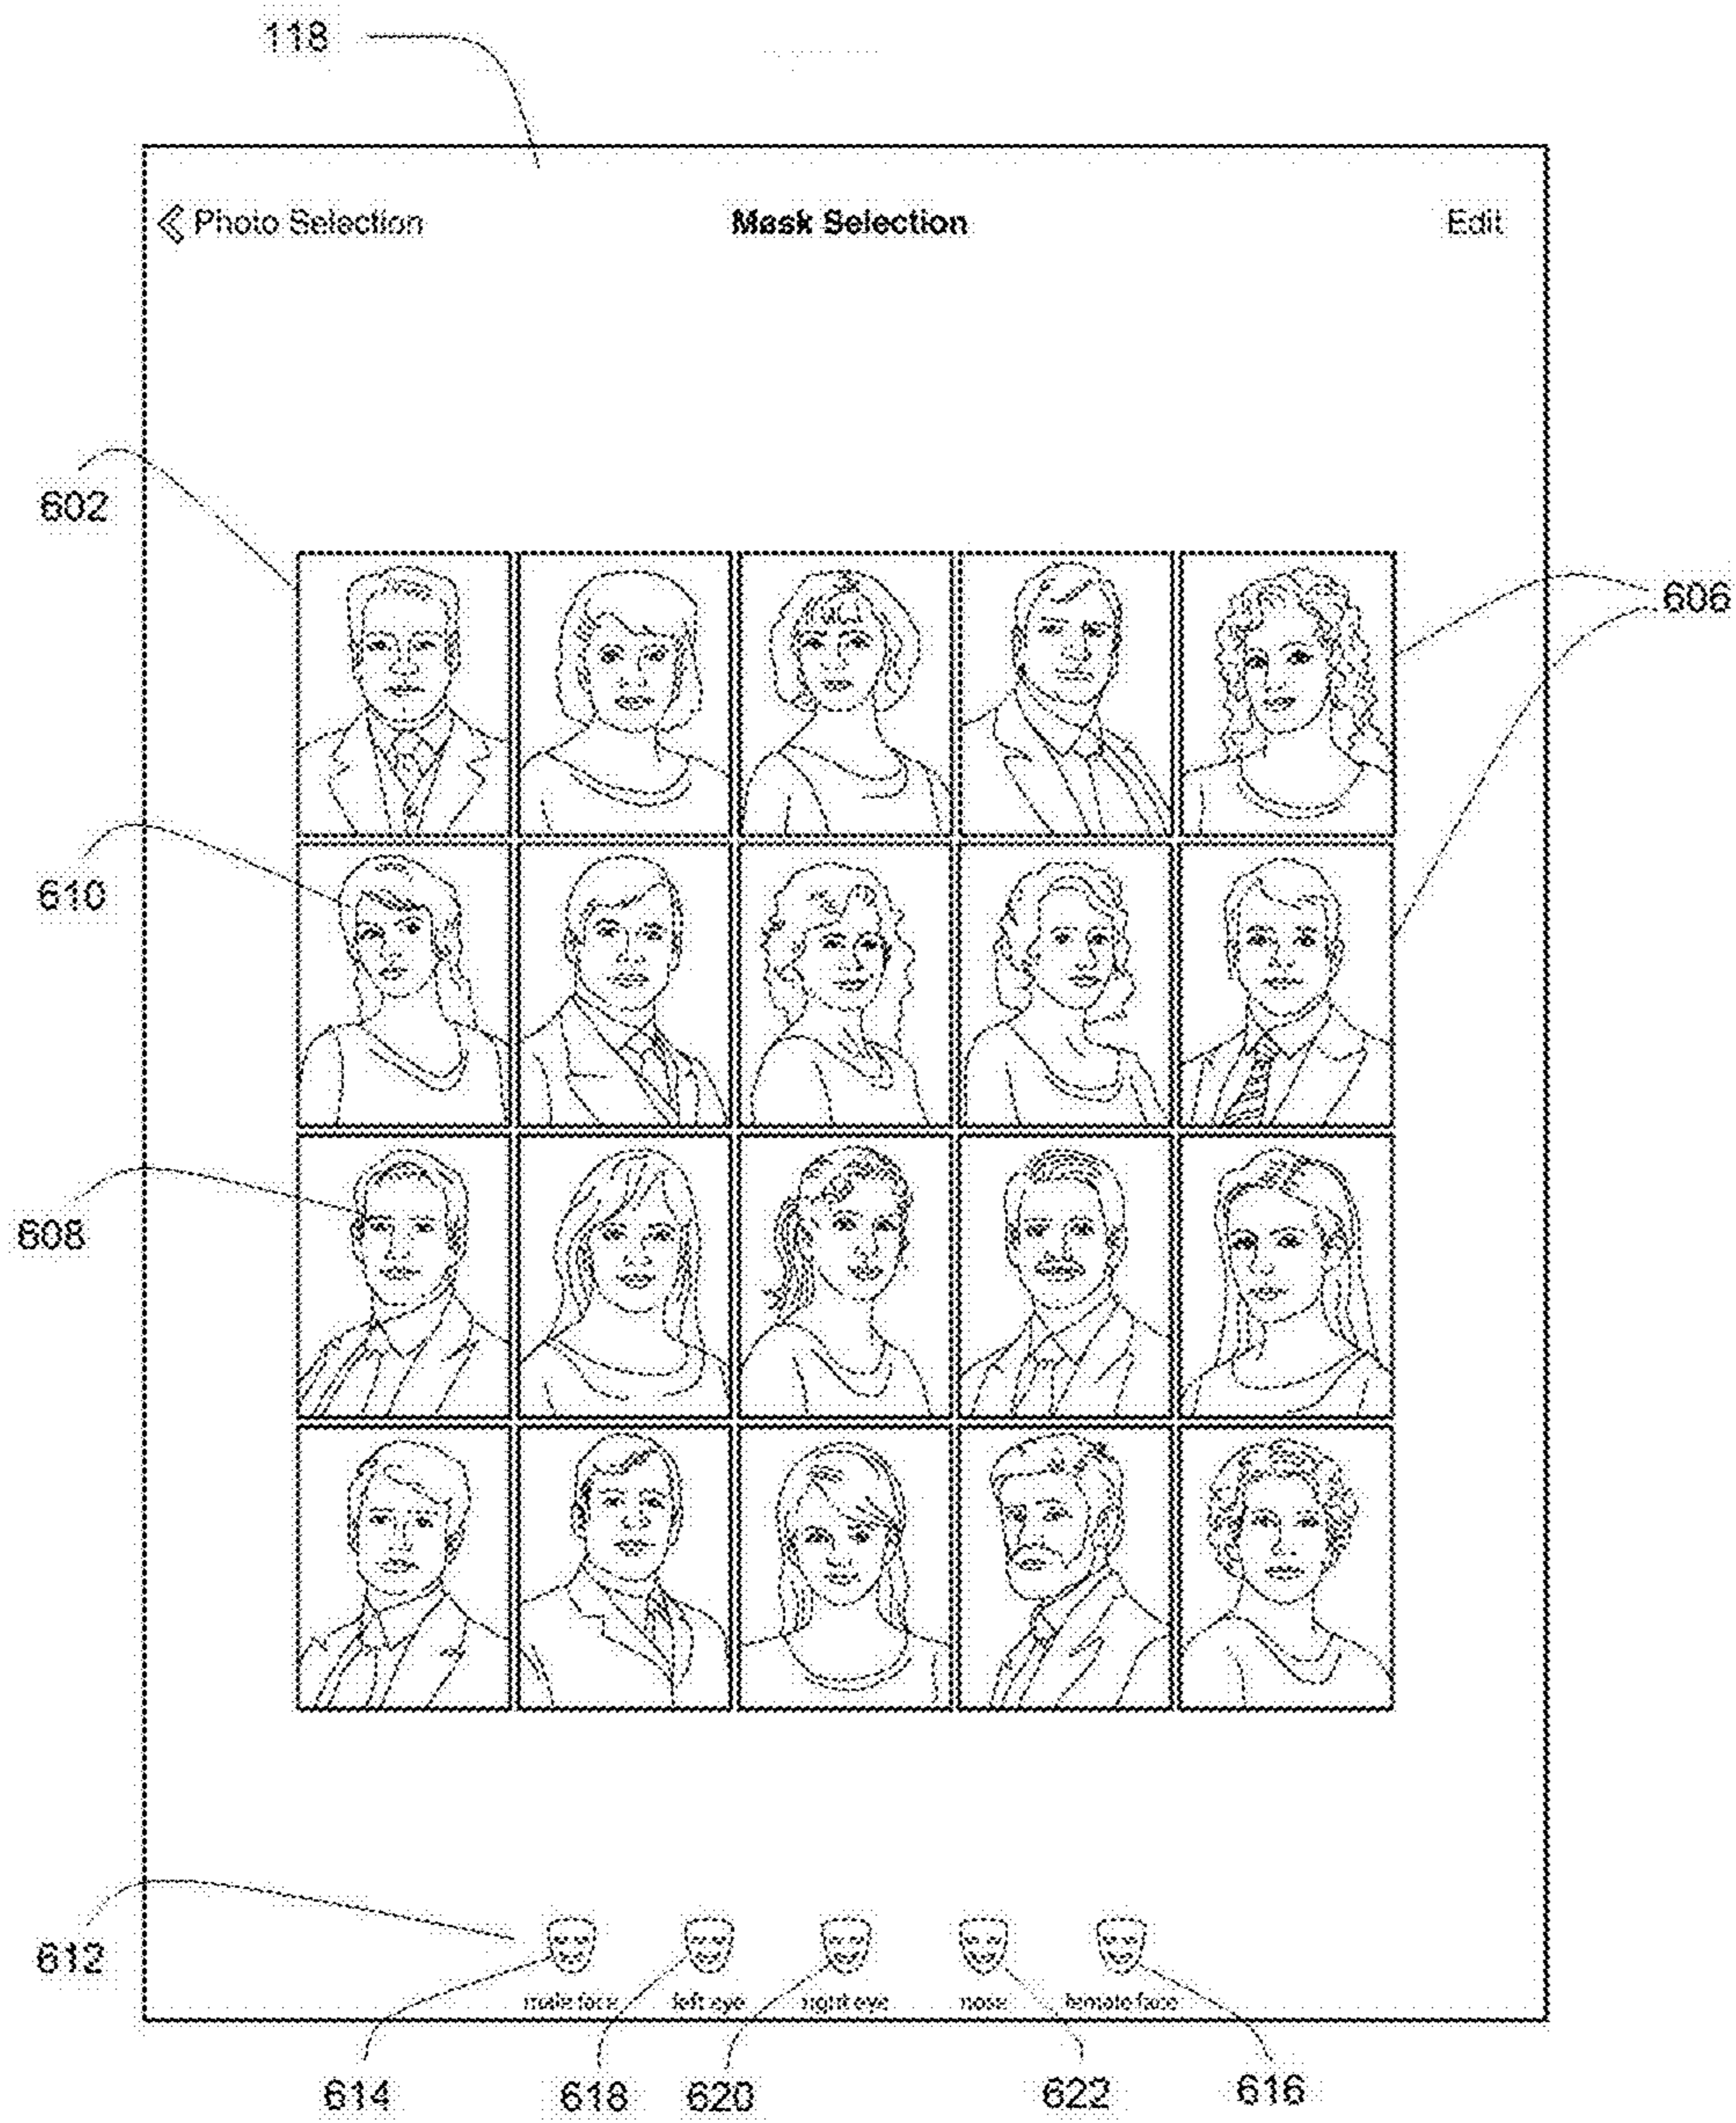 118
Photo Selection
Mask Selection
Edit
602
606
610
608
612
male face
left eye
right eye
nose
female face
614
618
620
622
616